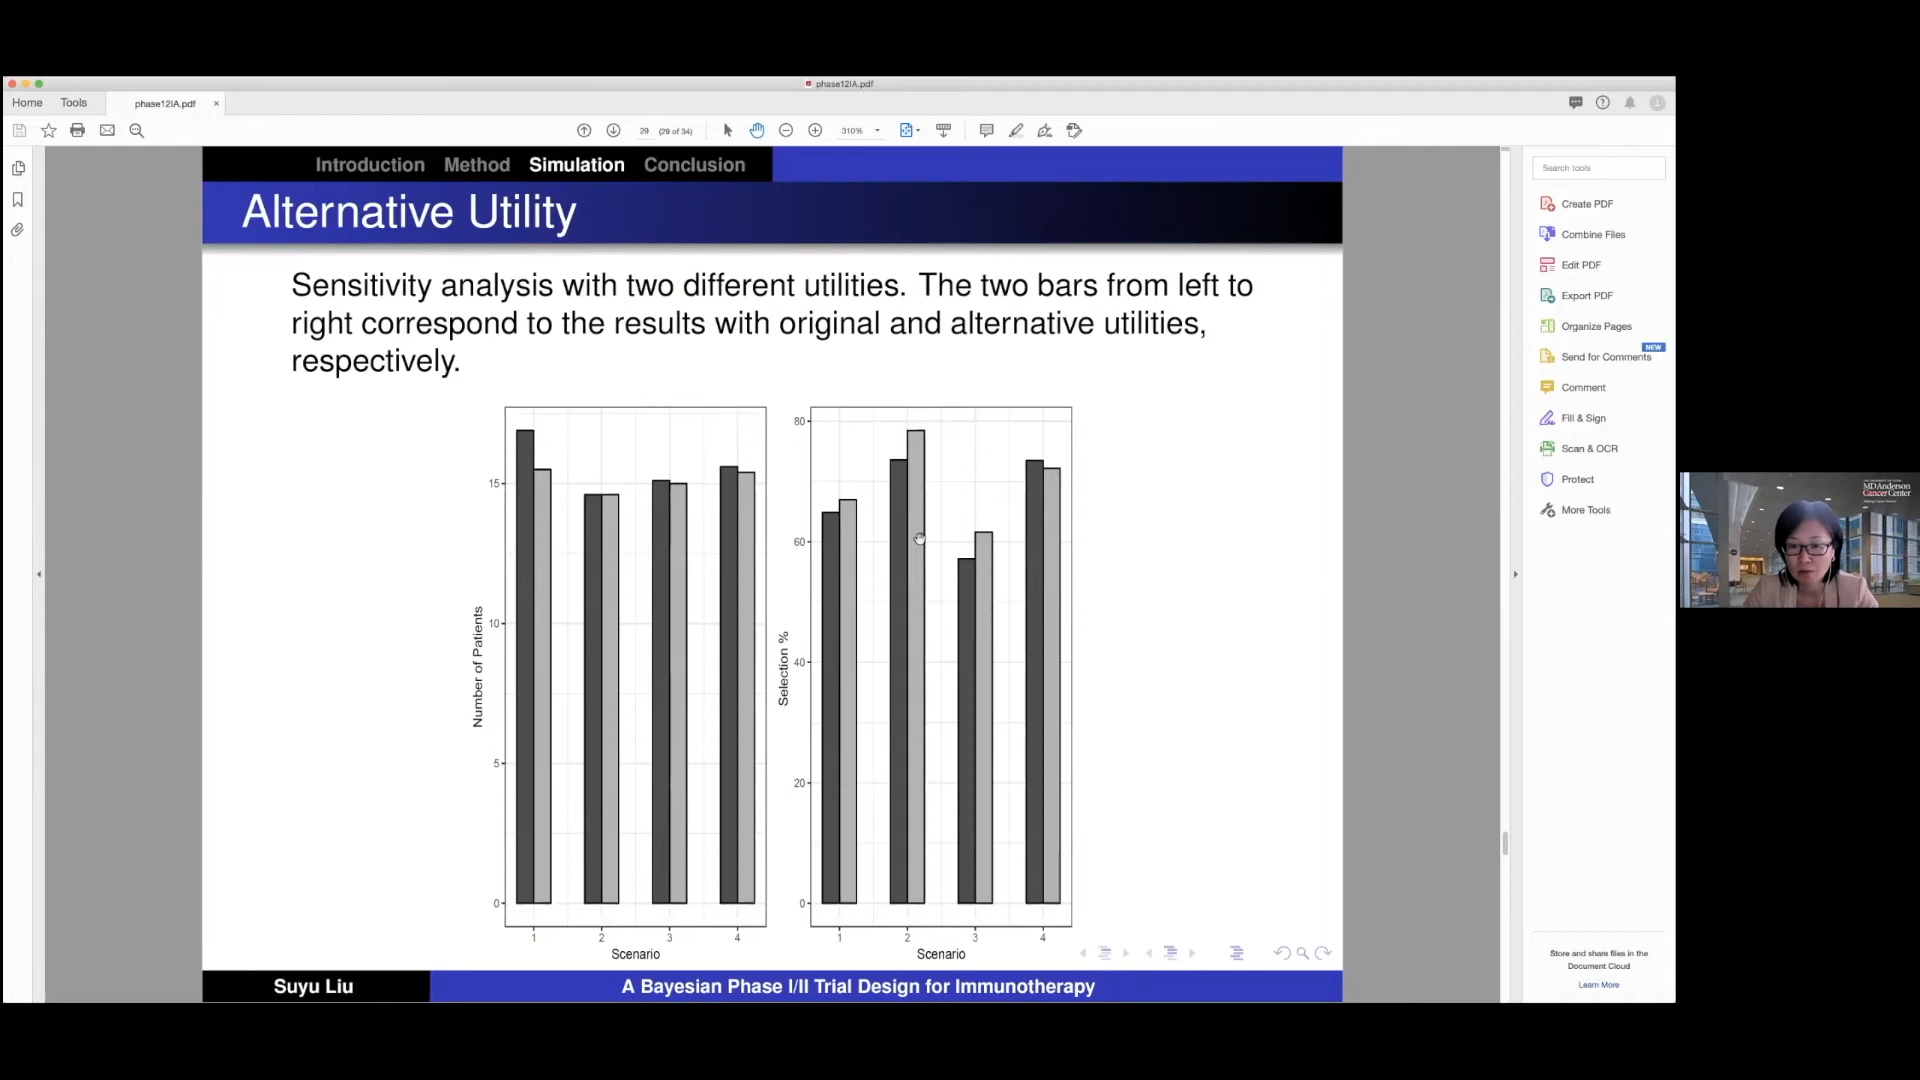 phase12IA.pdf
Home
Tools
phase12IA.pdf
29
(29 of 34)
310%
Introduction Method Simulation Conclusion
Alternative Utility
Sensitivity analysis with two different utilities. The two bars from left to
right correspond to the results with original and alternative utilities,
respectively.
Number of Patients
15
10
5
0
1 2 3 4
Scenario
Selection %
80
60
40
20
0
1 2 3 4
Scenario
Suyu Liu
A Bayesian Phase I/II Trial Design for Immunotherapy
Search tools
Create PDF
Combine Files
Edit PDF
Export PDF
Organize Pages
NEW
Send for Comments
Comment
Fill & Sign
Scan & OCR
Protect
More Tools
Store and share files in the
Document Cloud
Learn More
MD Anderson
Cancer Center